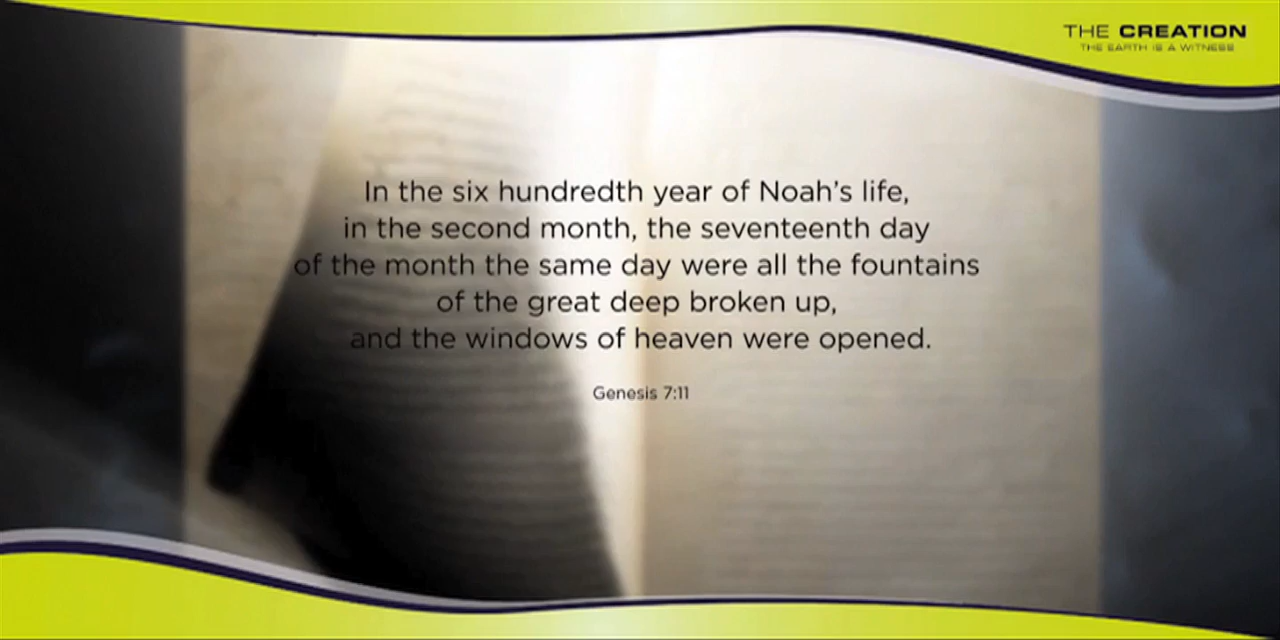 THE CREATION
THE EARTH IS A WITNESS
In the six hundredth year of Noah's life,
in the second month, the seventeenth day
of the month the same day were all the fountains
of the great deep broken up,
and the windows of heaven were opened.
Genesis 7:11